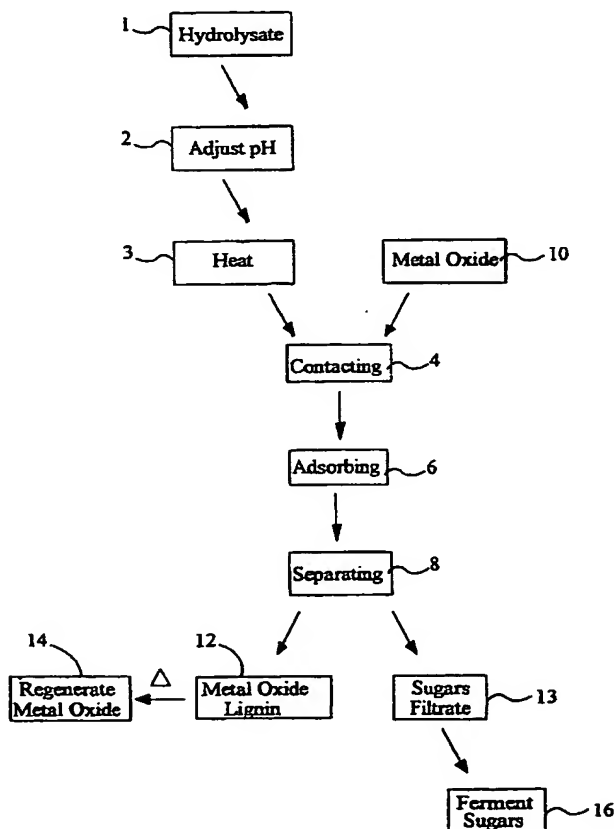 1
Hydrolysate
2
Adjust pH
3
Heat
Metal Oxide
10
Contacting
4
Adsorbing
6
Separating
8
14
12
Regenerate
Metal Oxide
Δ
Metal Oxide
Lignin
Sugars
Filtrate
13
Ferment
Sugars
16